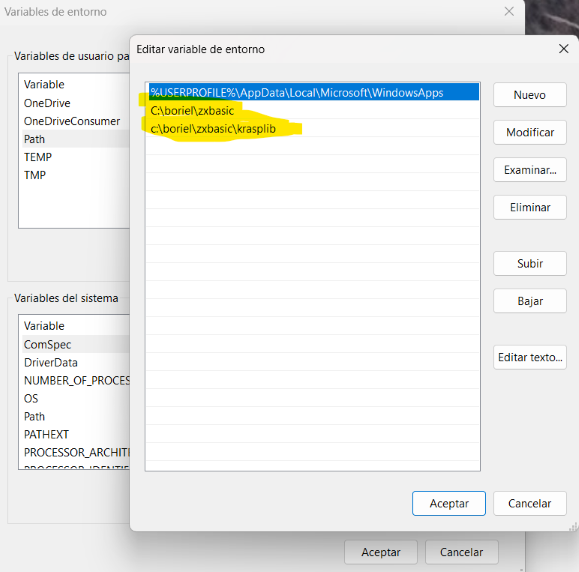 Variables de entorno
Variables de usuario pa
Variable
OneDrive
OneDriveConsumer
Path
TEMP
TMP
Variables del sistema
Variable
ComSpec
DriverData
NUMBER_OF_PROCES
OS
Path
PATHEXT
PROCESSOR_ARCHITI
PROCESSOR_IDENTIF
Aceptar
Cancelar
Editar variable de entorno
%USERPROFILE%\AppData\Local\Microsoft\WindowsApps
C:\boriel\zxbasic
c:\boriel\zxbasic\krasplib
Nuevo
Modificar
Examinar...
Eliminar
Subir
Bajar
Editar texto...
Aceptar
Cancelar